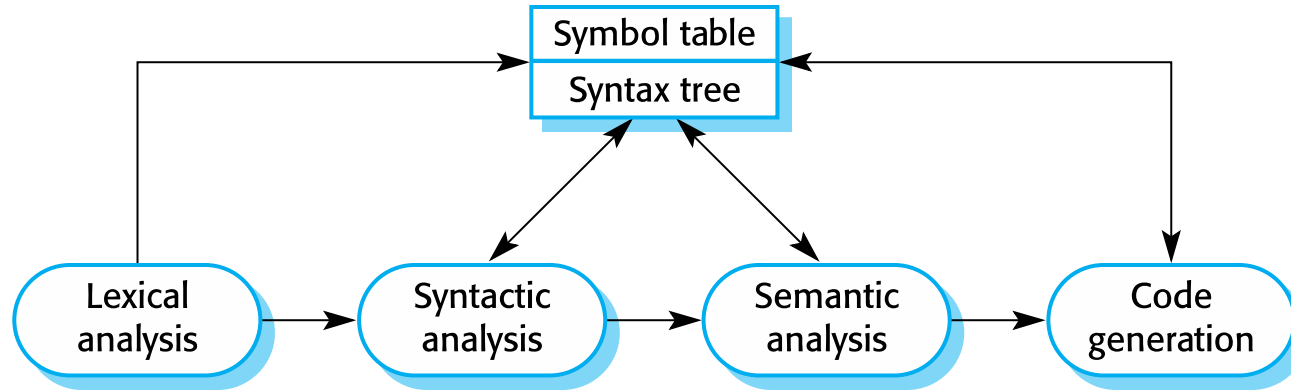 Symbol table
Syntax tree
Lexical
analysis
Syntactic
analysis
Semantic
analysis
Code
generation